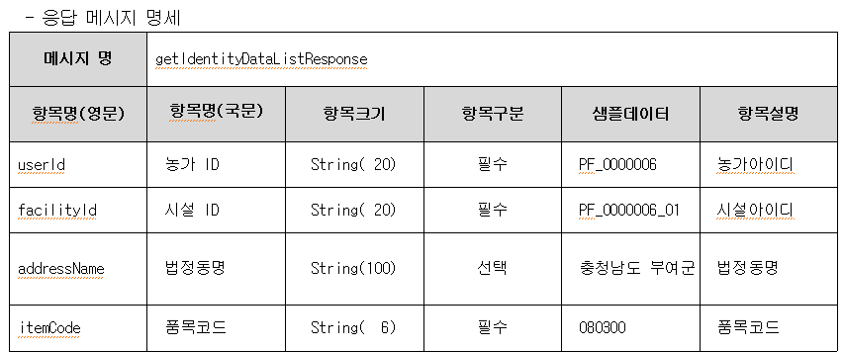 - 응답 메시지 명세
메시지 명 getIdentityDataListResponse
항목명(영문) 항목명(국문) 항목크기 항목구분 샘플데이터 항목설명
userId 농가 ID String( 20) 필수 PF_0000006 농가아이디
facilityId 시설 ID String( 20) 필수 PF_0000006_01 시설아이디
addressName 법정동명 String(100) 선택 충청남도 부여군 법정동명
itemCode 품목코드 String( 6) 필수 080300 품목코드